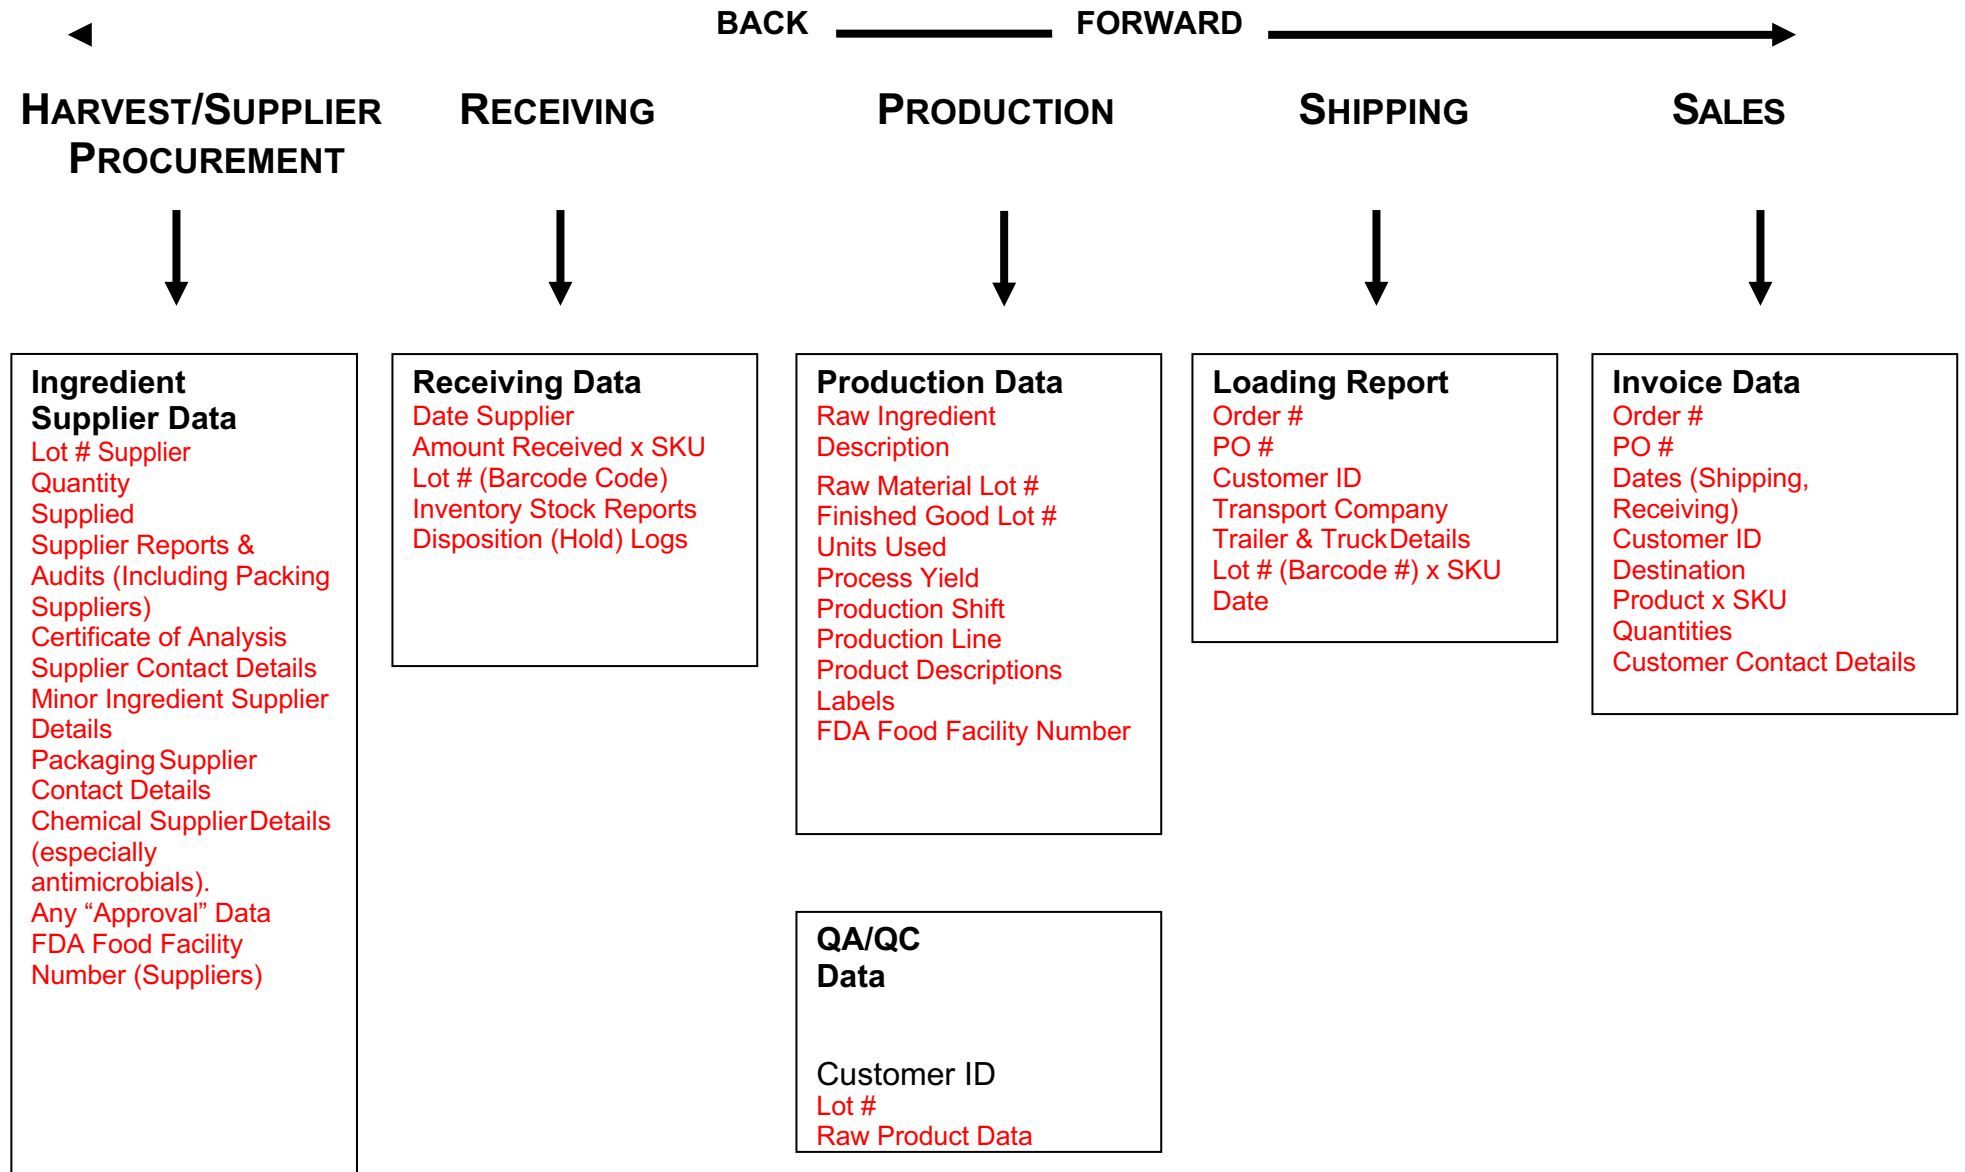 BACK FORWARD
HARVEST/SUPPLIER
PROCUREMENT
RECEIVING
PRODUCTION
SHIPPING
SALES
Ingredient
Supplier Data
Lot # Supplier
Quantity
Supplied
Supplier Reports &
Audits (Including Packing
Suppliers)
Certificate of Analysis
Supplier Contact Details
Minor Ingredient Supplier
Details
Packaging Supplier
Contact Details
Chemical SupplierDetails
(especially
antimicrobials).
Any “Approval” Data
FDA Food Facility
Number (Suppliers)
Receiving Data
Date Supplier
Amount Received x SKU
Lot # (Barcode Code)
Inventory Stock Reports
Disposition (Hold) Logs
Production Data
Raw Ingredient
Description
Raw Material Lot #
Finished Good Lot #
Units Used
Process Yield
Production Shift
Production Line
Product Descriptions
Labels
FDA Food Facility Number
QA/QC
Data
Customer ID
Lot #
Raw Product Data
Loading Report
Order #
PO #
Customer ID
Transport Company
Trailer & TruckDetails
Lot # (Barcode #) x SKU
Date
Invoice Data
Order #
PO #
Dates (Shipping,
Receiving)
Customer ID
Destination
Product x SKU
Quantities
Customer Contact Details